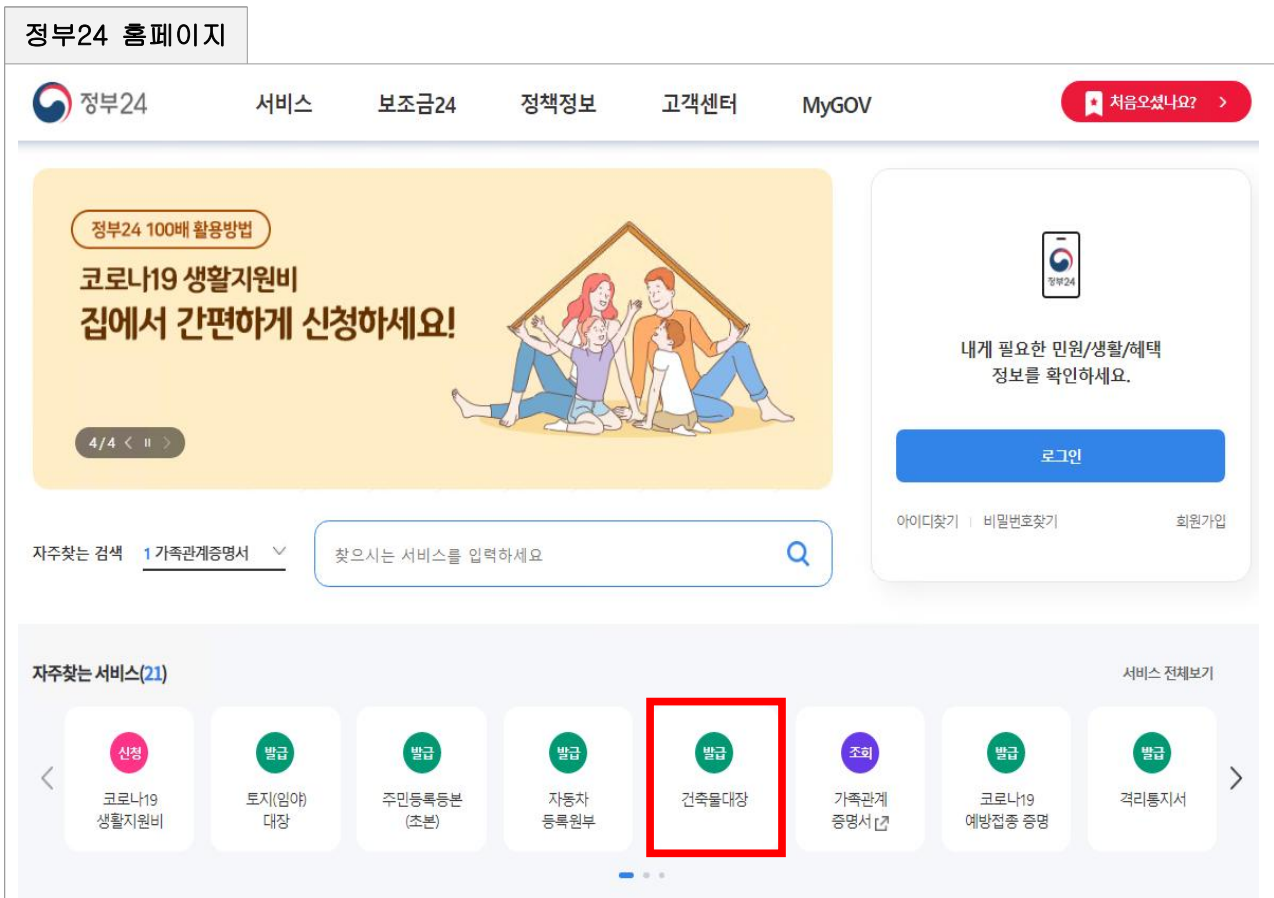 정부24 홈페이지
정부24
서비스
보조금24
정책정보
고객센터
MyGOV
처음오셨나요?
정부24 100배 활용방법
코로나19 생활지원비
집에서 간편하게 신청하세요!
4/4
정부24
내게 필요한 민원/생활/혜택
정보를 확인하세요.
로그인
아이디찾기
비밀번호찾기
회원가입
자주찾는 검색
1 가족관계증명서
찾으시는 서비스를 입력하세요
자주찾는 서비스(21)
서비스 전체보기
신청
코로나19
생활지원비
발급
토지(임야)
대장
발급
주민등록등본
(초본)
발급
자동차
등록원부
발급
건축물대장
조회
가족관계
증명서
발급
코로나19
예방접종 증명
발급
격리통지서